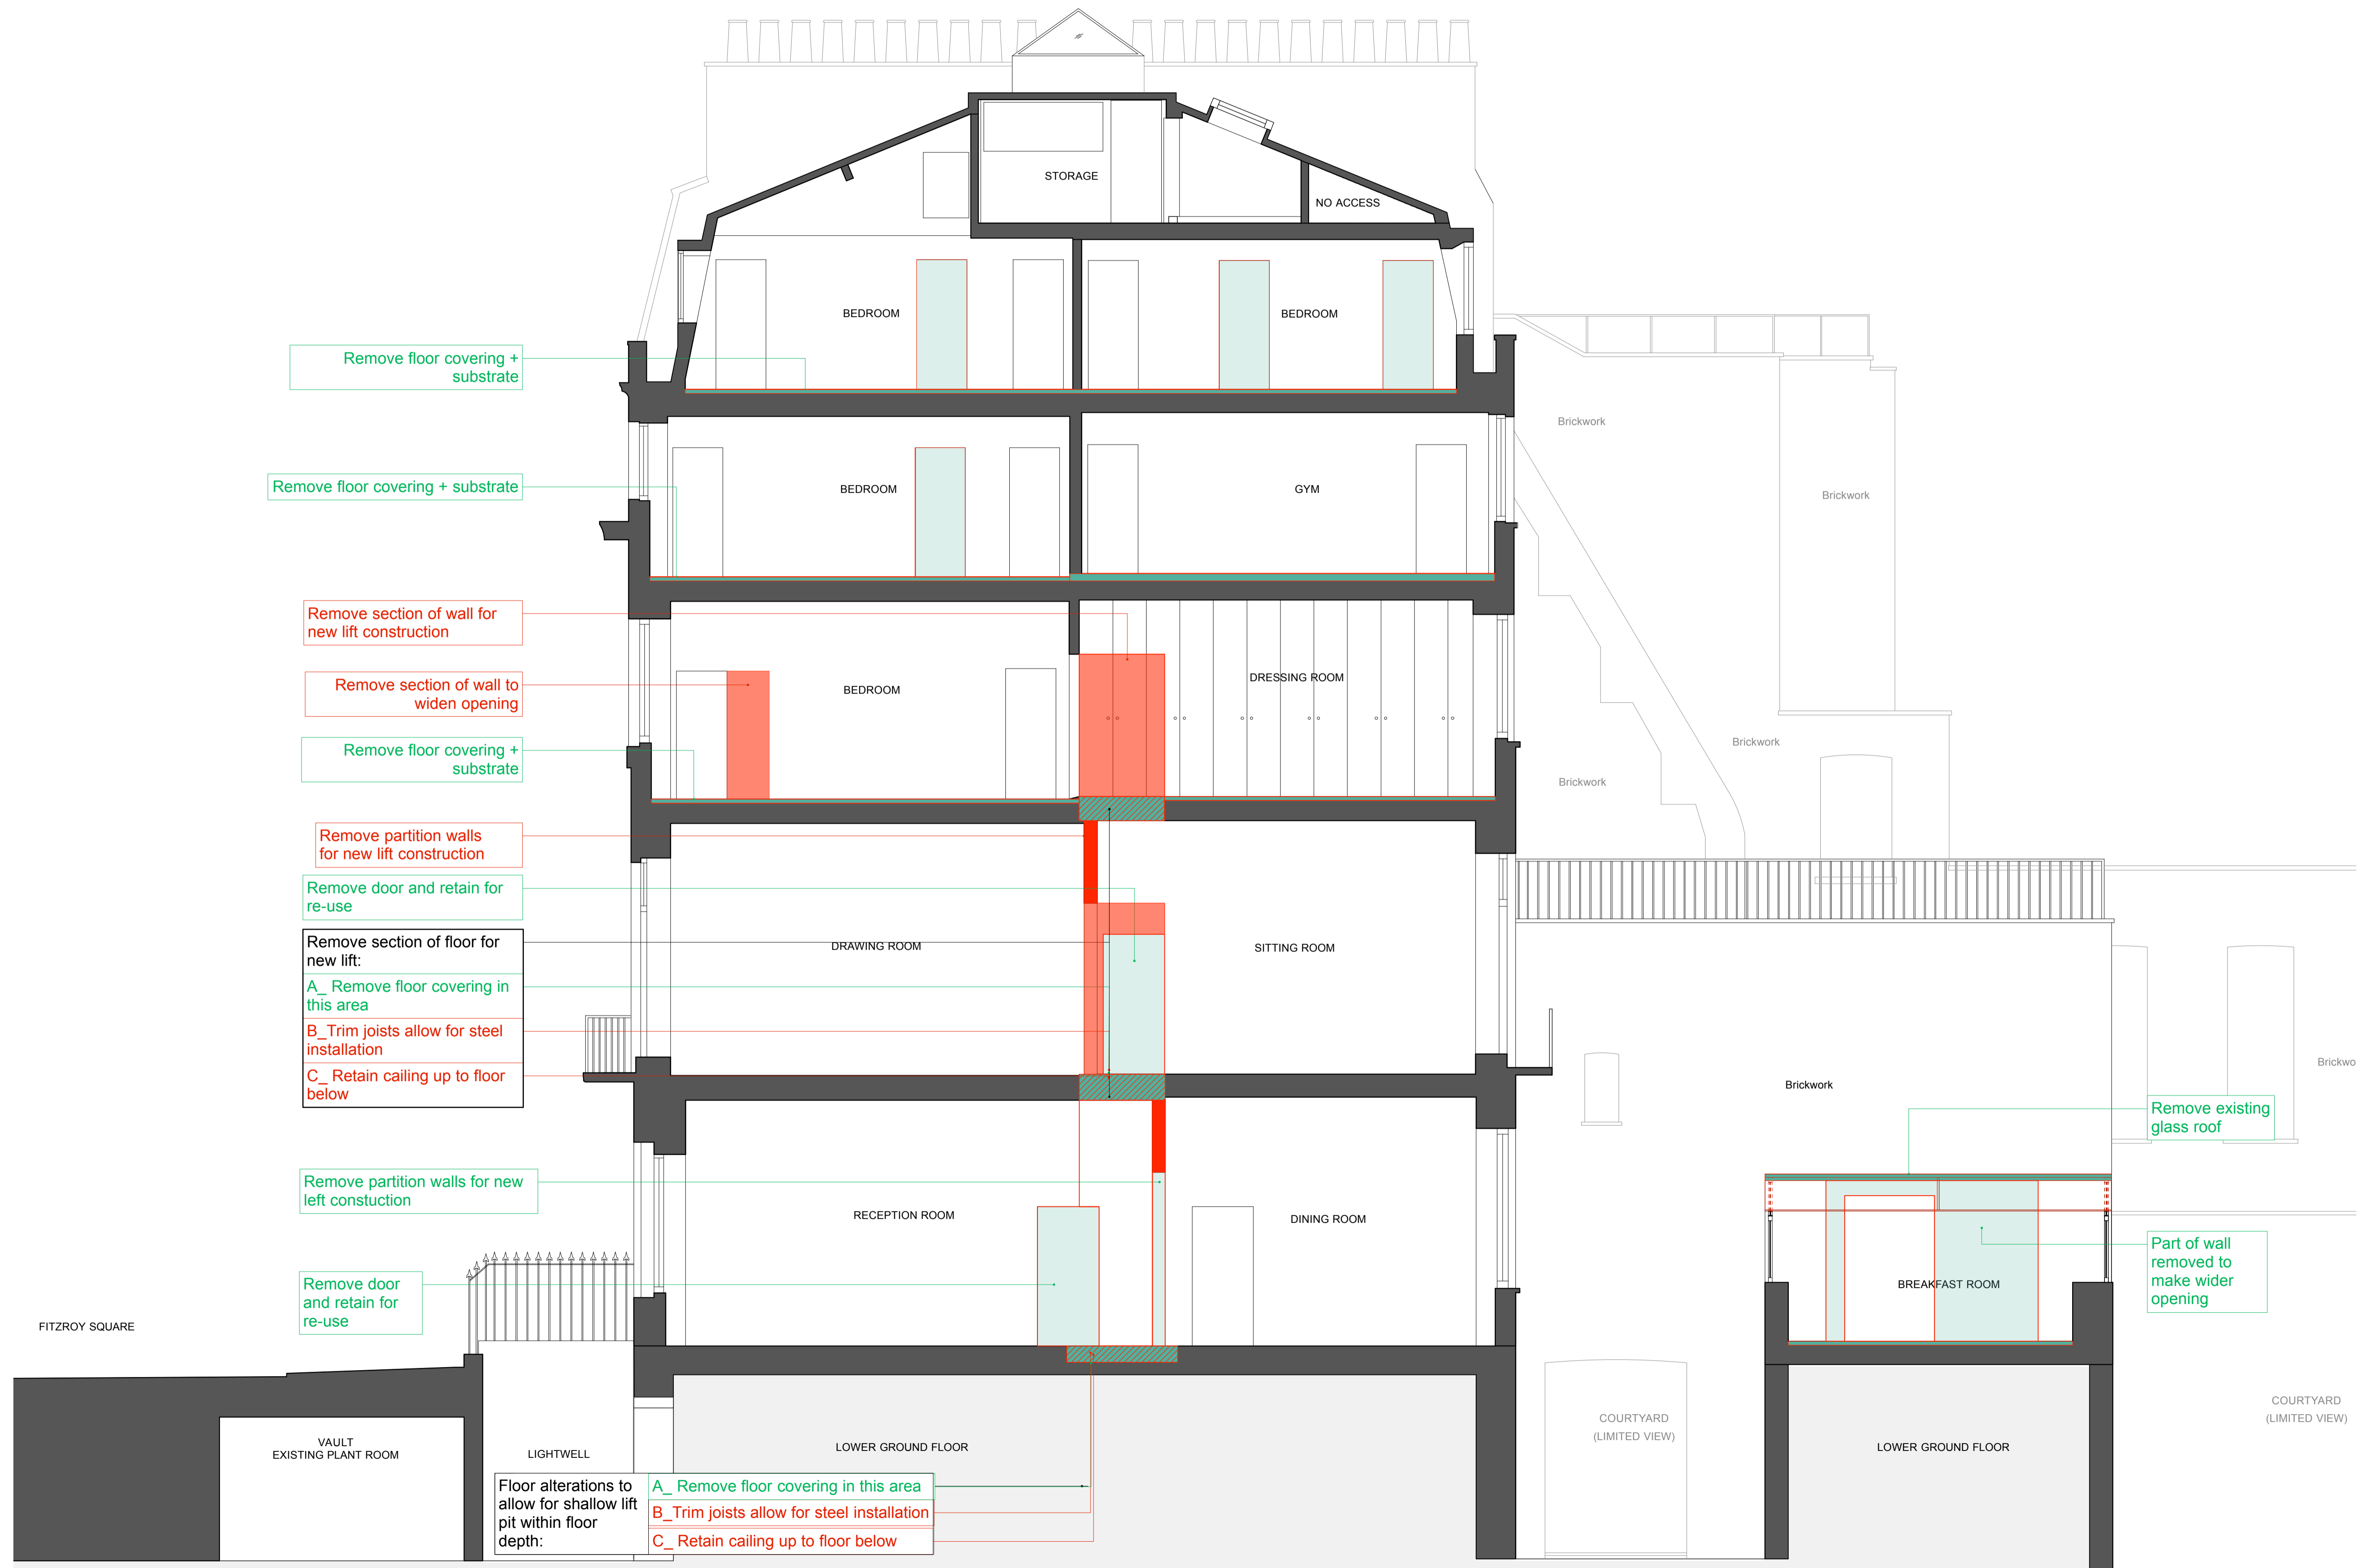 STORAGE
NO ACCESS
BEDROOM
BEDROOM
Remove floor covering +
substrate
Brickwork
Remove floor covering + substrate
BEDROOM
GYM
Brickwork
Remove section of wall for
new lift construction
Remove section of wall to
widen opening
BEDROOM
DRESSING ROOM
Remove floor covering +
substrate
Brickwork
Brickwork
Remove partition walls
for new lift construction
Remove door and retain for
re-use
Remove section of floor for
new lift:
A_ Remove floor covering in
this area
B_Trim joists allow for steel
installation
C_ Retain cailing up to floor
below
DRAWING ROOM
SITTING ROOM
Brickwork
Brickwo
Remove existing
glass roof
Remove partition walls for new
left constuction
RECEPTION ROOM
DINING ROOM
Remove door
and retain for
re-use
BREAKFAST ROOM
Part of wall
removed to
make wider
opening
FITZROY SQUARE
VAULT
EXISTING PLANT ROOM
LIGHTWELL
LOWER GROUND FLOOR
COURTYARD
(LIMITED VIEW)
LOWER GROUND FLOOR
COURTYARD
(LIMITED VIEW)
Floor alterations to
allow for shallow lift
pit within floor
depth:
A_ Remove floor covering in this area
B_Trim joists allow for steel installation
C_ Retain cailing up to floor below